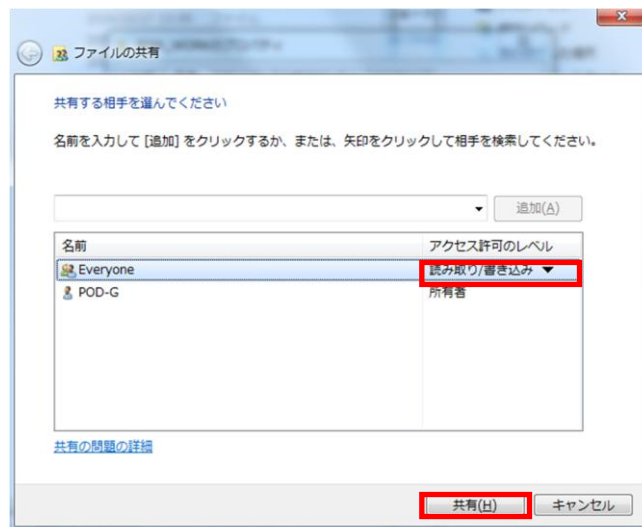 ファイルの共有
共有する相手を選んでください
名前を入力して [追加] をクリックするか、または、矢印をクリックして相手を検索してください。
追加(A)
名前 アクセス許可のレベル
Everyone 読み取り/書き込み
POD-G 所有者
共有の問題の詳細
共有(H) キャンセル